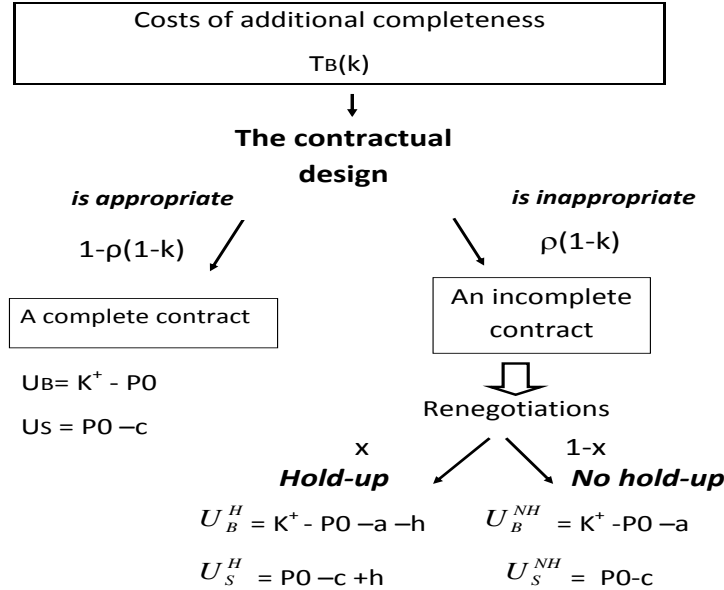 Costs of additional completeness
TB(k)
The contractual
design
is appropriate
is inappropriate
1-ρ(1-k)
ρ(1-k)
A complete contract
An incomplete
contract
UB= K⁺ - P0
US = P0 –c
Renegotiations
x
1-x
Hold-up
No hold-up
U_B^H = K⁺ - P0 –a –h
U_B^NH = K⁺ -P0 –a
U_S^H = P0 –c +h
U_S^NH = P0-c